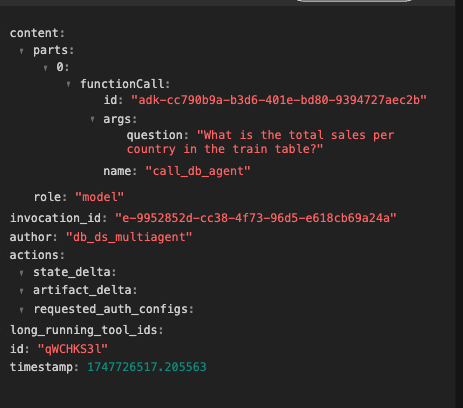 content:
parts:
0:
functionCall:
id: "adk-cc790b9a-b3d6-401e-bd80-9394727aec2b"
args:
question: "What is the total sales per
country in the train table?"
name: "call_db_agent"
role: "model"
invocation_id: "e-9952852d-cc38-4f73-96d5-e618cb69a24a"
author: "db_ds_multiagent"
actions:
state_delta:
artifact_delta:
requested_auth_configs:
long_running_tool_ids:
id: "qWCHKS3l"
timestamp: 1747726517.205563